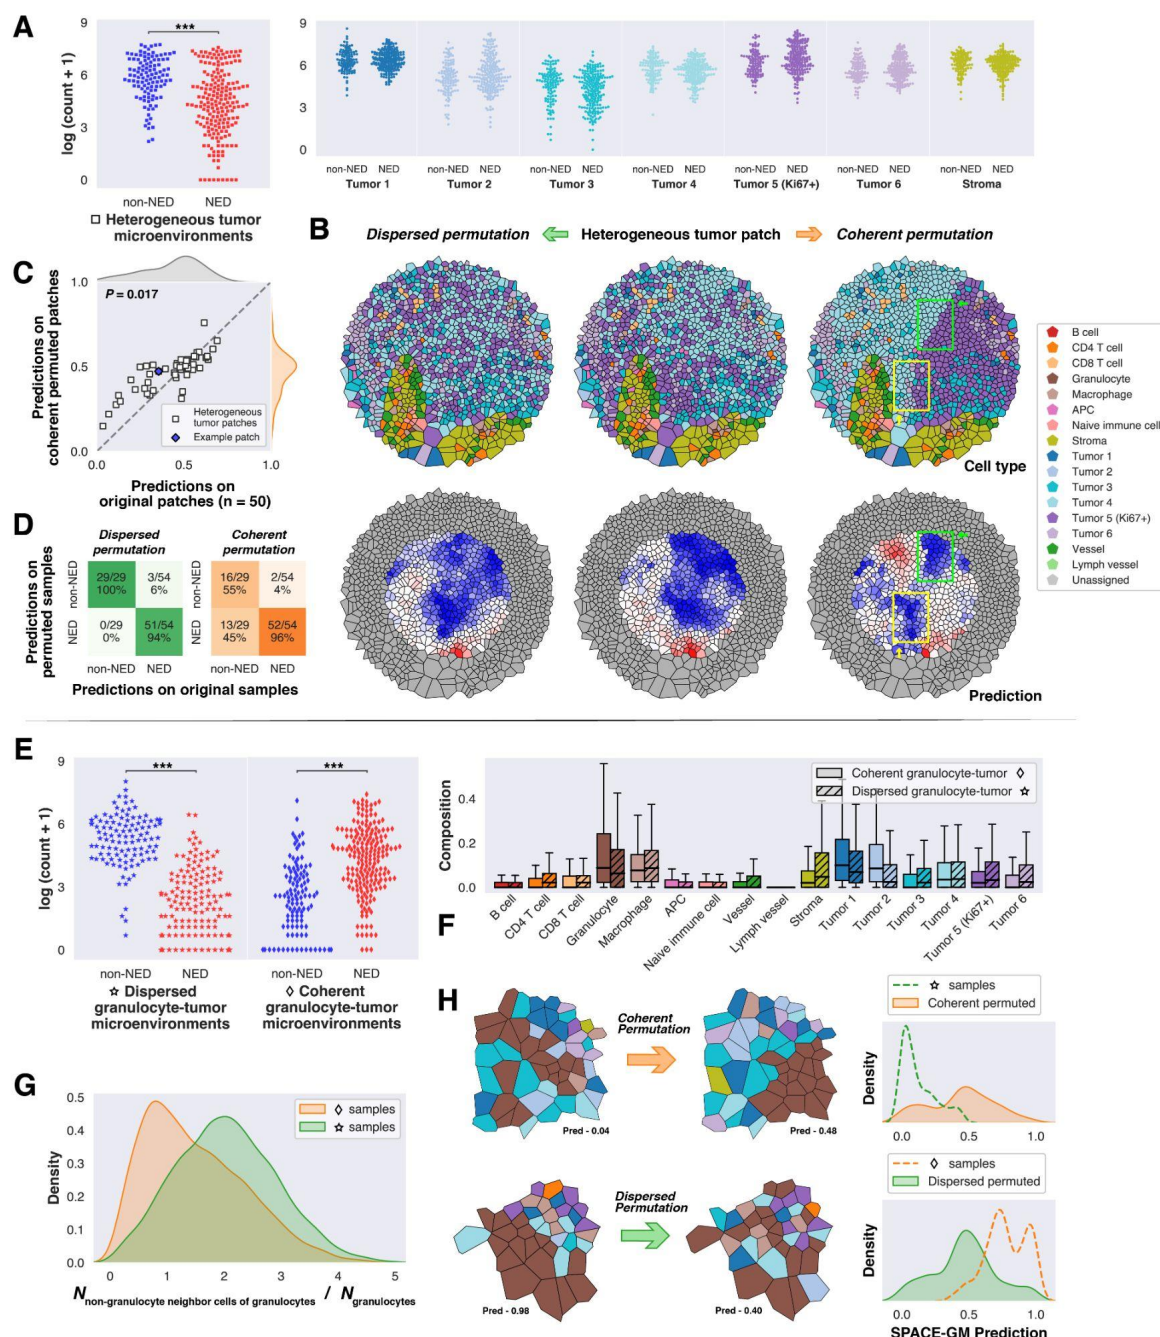 A
9
6
3
0
log (count + 1)
***
non-NED NED
□ Heterogeneous tumor
microenvironments
9
6
3
0
non-NED NED non-NED NED non-NED NED non-NED NED non-NED NED non-NED NED non-NED NED
Tumor 1 Tumor 2 Tumor 3 Tumor 4 Tumor 5 (Ki67+) Tumor 6 Stroma
B
Dispersed permutation Heterogeneous tumor patch Coherent permutation
Cell type
Prediction
B cell
CD4 T cell
CD8 T cell
Granulocyte
Macrophage
APC
Naive immune cell
Stroma
Tumor 1
Tumor 2
Tumor 3
Tumor 4
Tumor 5 (Ki67+)
Tumor 6
Vessel
Lymph vessel
Unassigned
C
Predictions on
coherent permuted patches
1.0
0.5
0.0
P = 0.017
Heterogeneous
tumor patches
Example patch
0.0 0.5 1.0
Predictions on
original patches (n = 50)
D
Dispersed
permutation
Coherent
permutation
Predictions on
permuted samples
non-NED
NED
29/29
100%
3/54
6%
0/29
0%
51/54
94%
non-NED
NED
16/29
55%
2/54
4%
13/29
45%
52/54
96%
non-NED NED non-NED NED
Predictions on original samples
E
9
6
3
0
log (count + 1)
***
***
non-NED NED non-NED NED
☆ Dispersed
granulocyte-tumor
microenvironments
◊ Coherent
granulocyte-tumor
microenvironments
F
Composition
0.4
0.2
0.0
Coherent granulocyte-tumor ◊
Dispersed granulocyte-tumor ☆
B cell
CD4 T cell
CD8 T cell
Granulocyte
Macrophage
APC
Naive immune cell
Vessel
Lymph vessel
Stroma
Tumor 1
Tumor 2
Tumor 3
Tumor 4
Tumor 5 (Ki67+)
Tumor 6
G
Density
0.5
0.4
0.3
0.2
0.1
0.0
◊ samples
☆ samples
0 1 2 3 4 5
N non-granulocyte neighbor cells of granulocytes / N granulocytes
H
Coherent
Permutation
Pred - 0.04
Pred - 0.48
Dispersed
Permutation
Pred - 0.98
Pred - 0.40
☆ samples
Coherent permuted
Density
0.0 0.5 1.0
◊ samples
Dispersed permuted
Density
0.0 0.5 1.0
SPACE-GM Prediction